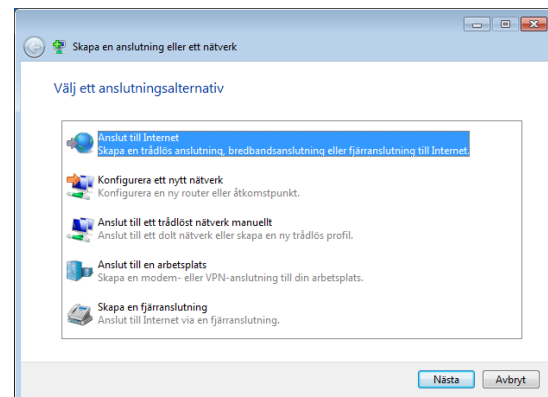 Skapa en anslutning eller ett nätverk
Välj ett anslutningsalternativ
Anslut till Internet
Skapa en trådlös anslutning, bredbandsanslutning eller fjärranslutning till Internet.
Konfigurera ett nytt nätverk
Konfigurera en ny router eller åtkomstpunkt.
Anslut till ett trådlöst nätverk manuellt
Anslut till ett dolt nätverk eller skapa en ny trådlös profil.
Anslut till en arbetsplats
Skapa en modem- eller VPN-anslutning till din arbetsplats.
Skapa en fjärranslutning
Anslut till Internet via en fjärranslutning.
Nästa Avbryt